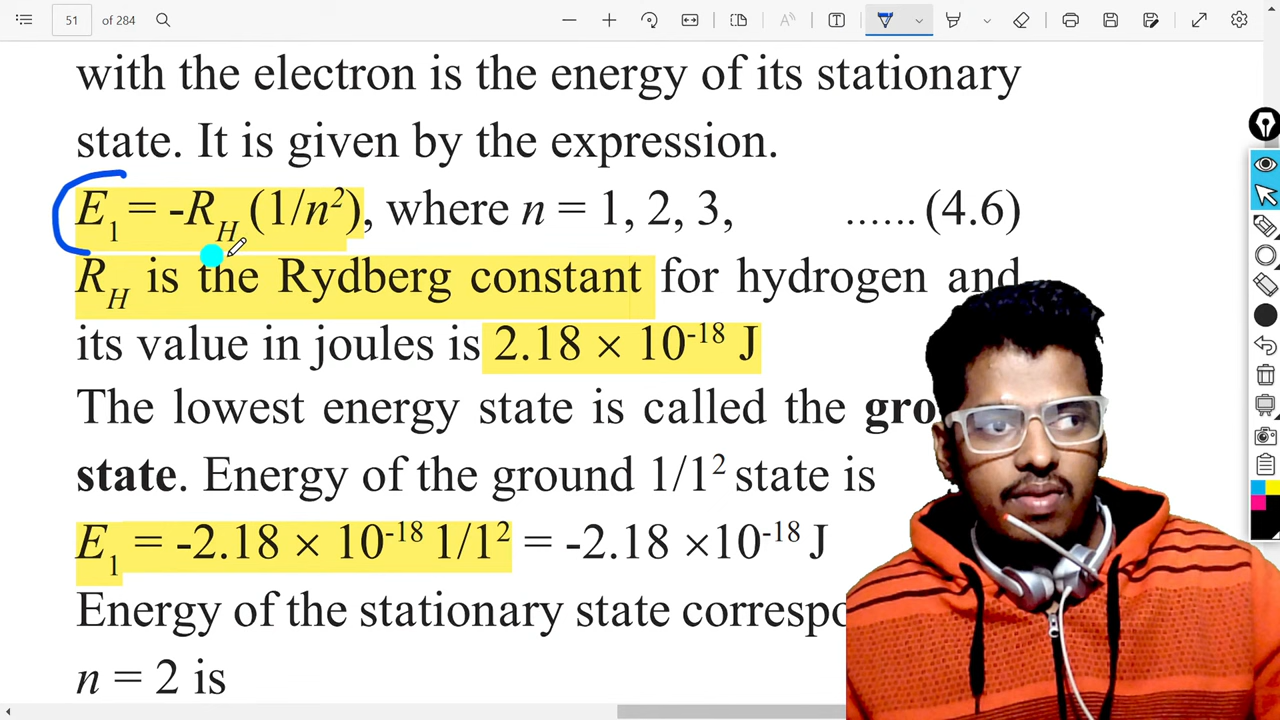 51 of 284
with the electron is the energy of its stationary
state. It is given by the expression.
E₁ = -R_H (1/n²), where n = 1, 2, 3, ...... (4.6)
R_H is the Rydberg constant for hydrogen and
its value in joules is 2.18 × 10⁻¹⁸ J
The lowest energy state is called the
state. Energy of the ground 1/1² state is
E₁ = -2.18 × 10⁻¹⁸ 1/1² = -2.18 ×10⁻¹⁸ J
Energy of the stationary state
n = 2 is